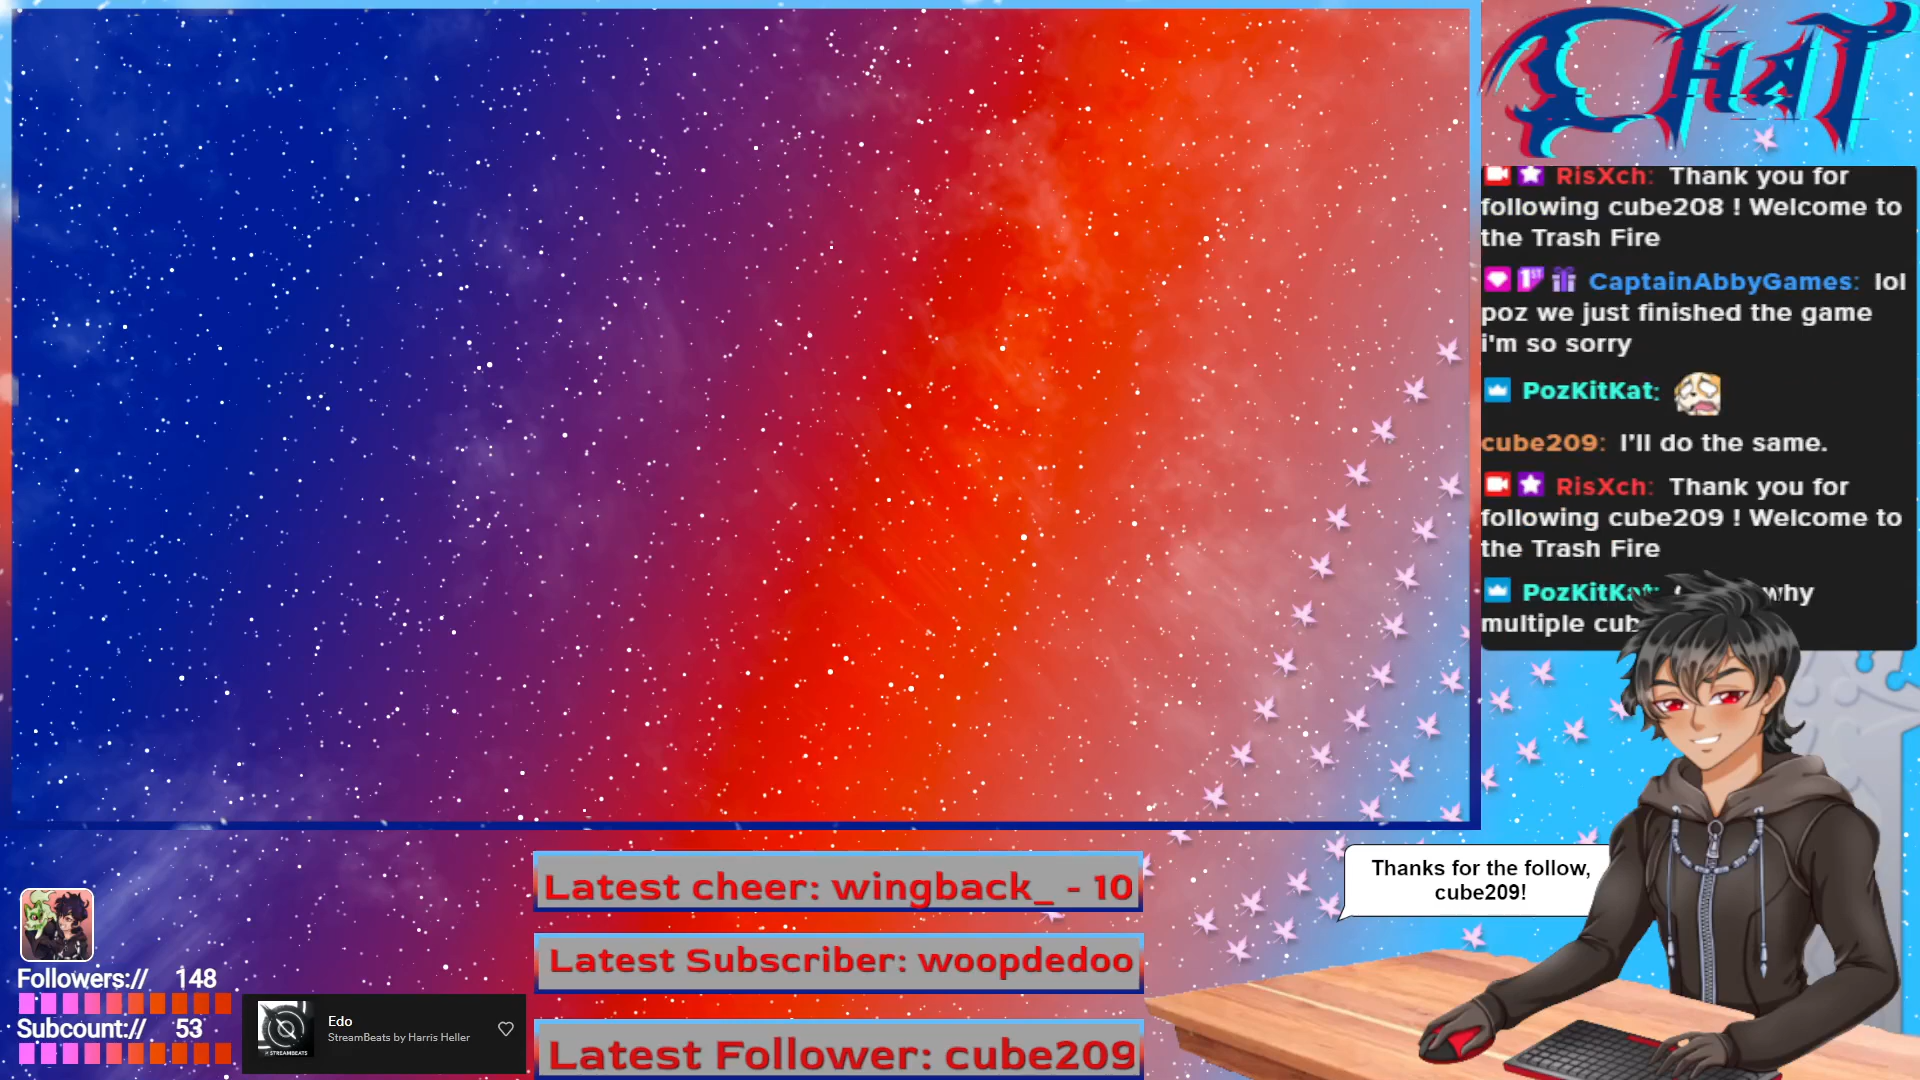 CHaT
RisXch: Thank you for
following cube208 ! Welcome to
the Trash Fire
1ST CaptainAbbyGames: lol
poz we just finished the game
i'm so sorry
PozKitKat:
cube209: I'll do the same.
RisXch: Thank you for
following cube209 ! Welcome to
the Trash Fire
PozKitKat: why
multiple
Thanks for the follow,
cube209!
Latest cheer: wingback_ - 10
Latest Subscriber: woopdedoo
Latest Follower: cube209
Followers:// 148
Subcount:// 53
Edo
StreamBeats by Harris Heller
STREAMBEATS